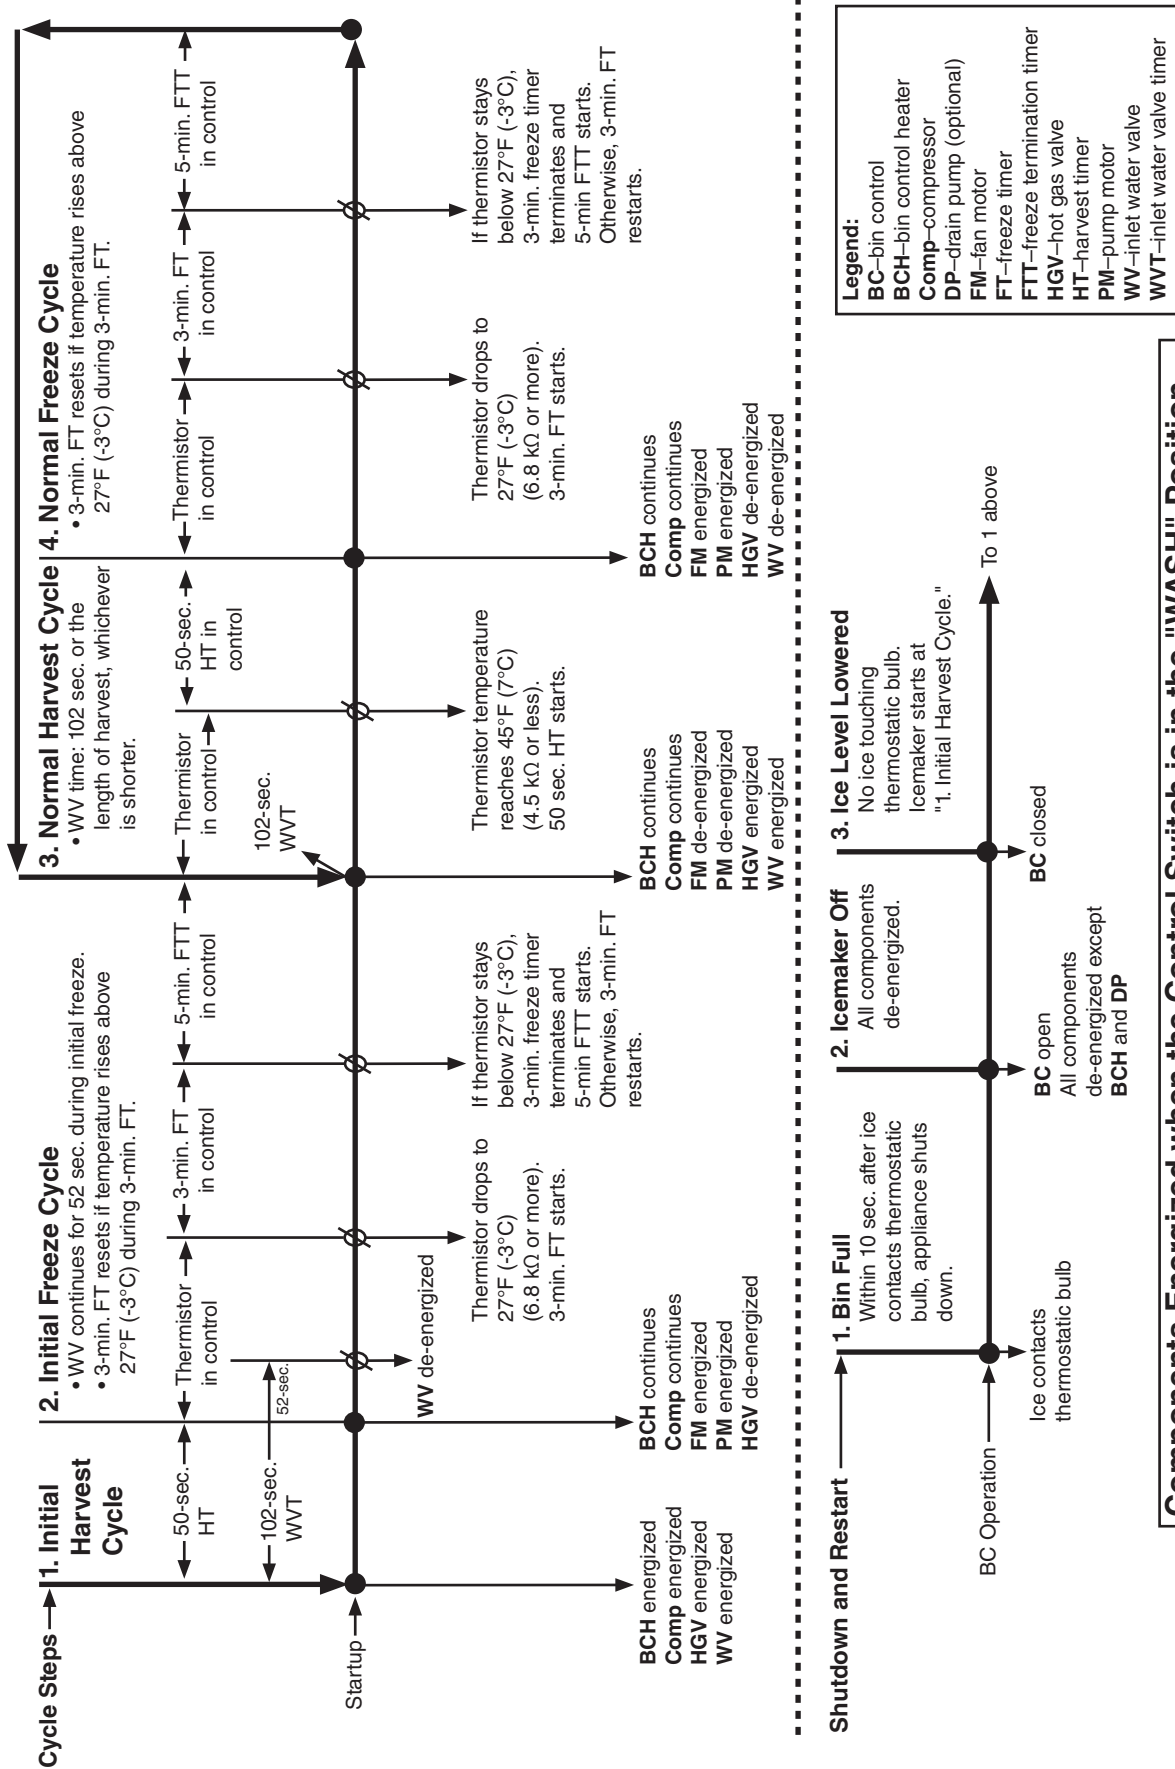 Cycle Steps
1. Initial
Harvest
Cycle
2. Initial Freeze Cycle
• WV continues for 52 sec. during initial freeze.
• 3-min. FT resets if temperature rises above
27°F (-3°C) during 3-min. FT.
3. Normal Harvest Cycle
• WV time: 102 sec. or the
length of harvest, whichever
is shorter.
4. Normal Freeze Cycle
• 3-min. FT resets if temperature rises above
27°F (-3°C) during 3-min. FT.
50-sec.
HT
Thermistor
in control
3-min. FT
in control
5-min. FTT
in control
Thermistor
in control
50-sec.
HT in
control
Thermistor
in control
3-min. FT
in control
5-min. FTT
in control
102-sec.
WVT
52-sec.
102-sec.
WVT
Startup
WV de-energized
Thermistor drops to
27°F (-3°C)
(6.8 kΩ or more).
3-min. FT starts.
If thermistor stays
below 27°F (-3°C),
3-min. freeze timer
terminates and
5-min FTT starts.
Otherwise, 3-min. FT
restarts.
Thermistor temperature
reaches 45°F (7°C)
(4.5 kΩ or less).
50 sec. HT starts.
Thermistor drops to
27°F (-3°C)
(6.8 kΩ or more).
3-min. FT starts.
If thermistor stays
below 27°F (-3°C),
3-min. freeze timer
terminates and
5-min FTT starts.
Otherwise, 3-min. FT
restarts.
BCH energized
Comp energized
HGV energized
WV energized
BCH continues
Comp continues
FM energized
PM energized
HGV de-energized
BCH continues
Comp continues
FM de-energized
PM de-energized
HGV energized
WV energized
BCH continues
Comp continues
FM energized
PM energized
HGV de-energized
WV de-energized
Shutdown and Restart
1. Bin Full
Within 10 sec. after ice
contacts thermostatic
bulb, appliance shuts
down.
2. Icemaker Off
All components
de-energized.
3. Ice Level Lowered
No ice touching
thermostatic bulb.
Icemaker starts at
"1. Initial Harvest Cycle."
BC Operation
To 1 above
Ice contacts
thermostatic bulb
BC open
All components
de-energized except
BCH and DP
BC closed
Legend:
BC–bin control
BCH–bin control heater
Comp–compressor
DP–drain pump (optional)
FM–fan motor
FT–freeze timer
FTT–freeze termination timer
HGV–hot gas valve
HT–harvest timer
PM–pump motor
WV–inlet water valve
WVT–inlet water valve timer
Components Energized when the Control Switch is in the "WASH" Position